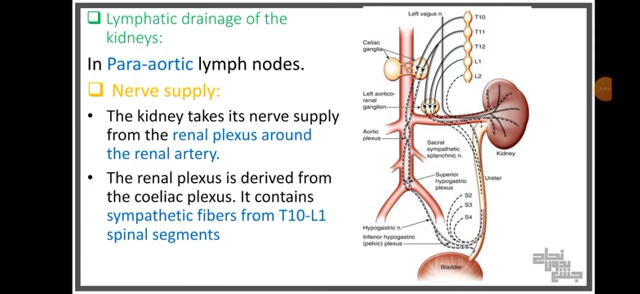 Lymphatic drainage of the
kidneys:
In Para-aortic lymph nodes.
Nerve supply:
• The kidney takes its nerve supply
from the renal plexus around
the renal artery.
• The renal plexus is derived from
the coeliac plexus. It contains
sympathetic fibers from T10-L1
spinal segments
Left vagus n.
T10
T11
T12
L1
L2
Celiac
ganglia
Left aortico-
renal
ganglion
Aortic
plexus
Sacral
sympathetic
splanchnic n.
Kidney
Superior
hypogastric
plexus
Ureter
S2
S3
S4
Hypogastric n.
Inferior hypogastric
(pelvic) plexus
Bladder